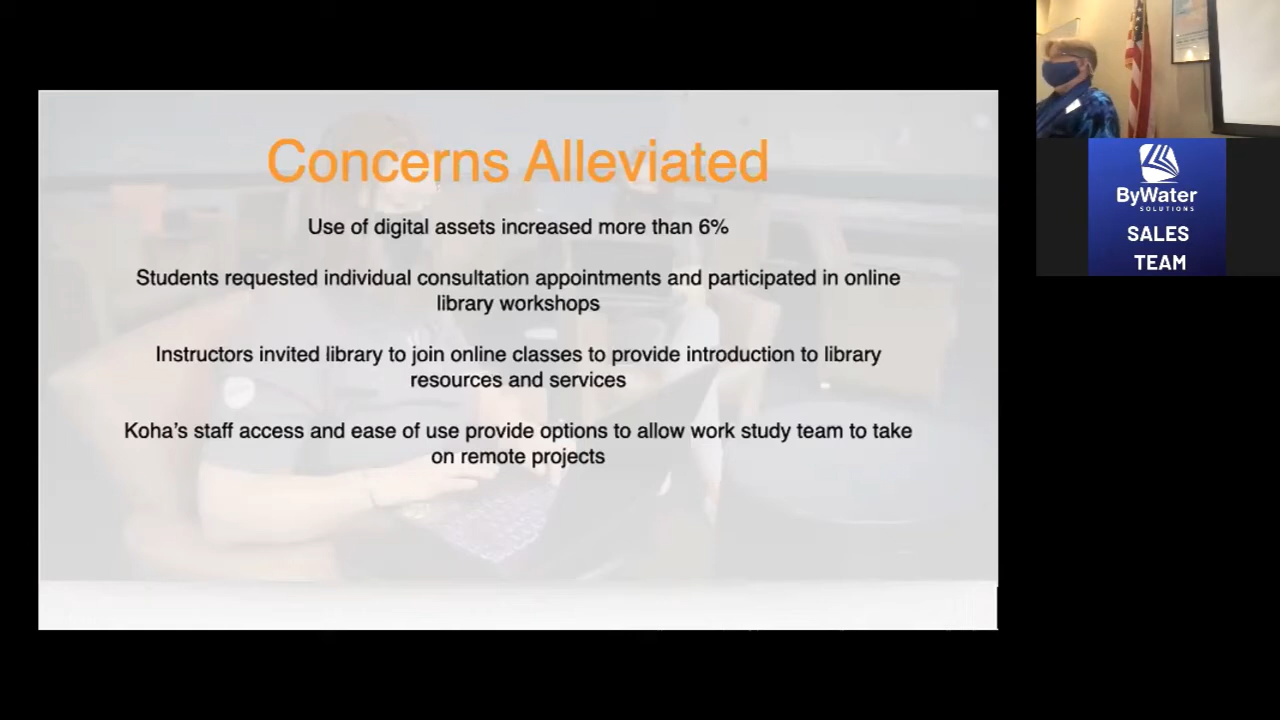 Concerns Alleviated
Use of digital assets increased more than 6%
Students requested individual consultation appointments and participated in online
library workshops
Instructors invited library to join online classes to provide introduction to library
resources and services
Koha's staff access and ease of use provide options to allow work study team to take
on remote projects
ByWater
SOLUTIONS
SALES
TEAM